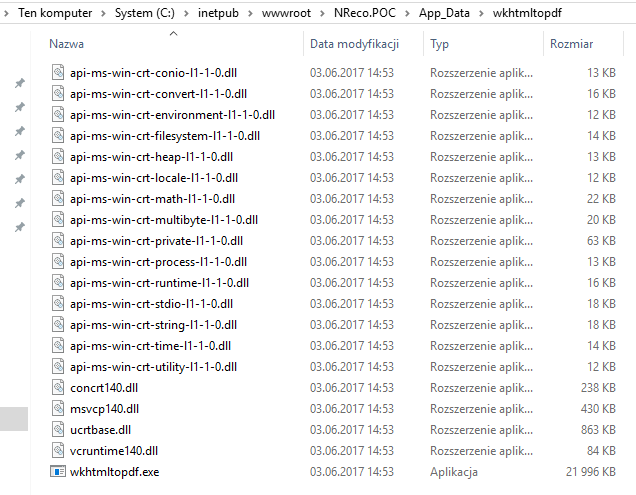 Ten komputer > System (C:) > inetpub > wwwroot > NReco.POC > App_Data > wkhtmltopdf
Nazwa Data modyfikacji Typ Rozmiar
api-ms-win-crt-conio-l1-1-0.dll 03.06.2017 14:53 Rozszerzenie aplik... 13 KB
api-ms-win-crt-convert-l1-1-0.dll 03.06.2017 14:53 Rozszerzenie aplik... 16 KB
api-ms-win-crt-environment-l1-1-0.dll 03.06.2017 14:53 Rozszerzenie aplik... 12 KB
api-ms-win-crt-filesystem-l1-1-0.dll 03.06.2017 14:53 Rozszerzenie aplik... 14 KB
api-ms-win-crt-heap-l1-1-0.dll 03.06.2017 14:53 Rozszerzenie aplik... 13 KB
api-ms-win-crt-locale-l1-1-0.dll 03.06.2017 14:53 Rozszerzenie aplik... 12 KB
api-ms-win-crt-math-l1-1-0.dll 03.06.2017 14:53 Rozszerzenie aplik... 22 KB
api-ms-win-crt-multibyte-l1-1-0.dll 03.06.2017 14:53 Rozszerzenie aplik... 20 KB
api-ms-win-crt-private-l1-1-0.dll 03.06.2017 14:53 Rozszerzenie aplik... 63 KB
api-ms-win-crt-process-l1-1-0.dll 03.06.2017 14:53 Rozszerzenie aplik... 13 KB
api-ms-win-crt-runtime-l1-1-0.dll 03.06.2017 14:53 Rozszerzenie aplik... 16 KB
api-ms-win-crt-stdio-l1-1-0.dll 03.06.2017 14:53 Rozszerzenie aplik... 18 KB
api-ms-win-crt-string-l1-1-0.dll 03.06.2017 14:53 Rozszerzenie aplik... 18 KB
api-ms-win-crt-time-l1-1-0.dll 03.06.2017 14:53 Rozszerzenie aplik... 14 KB
api-ms-win-crt-utility-l1-1-0.dll 03.06.2017 14:53 Rozszerzenie aplik... 12 KB
concrt140.dll 03.06.2017 14:53 Rozszerzenie aplik... 238 KB
msvcp140.dll 03.06.2017 14:53 Rozszerzenie aplik... 430 KB
ucrtbase.dll 03.06.2017 14:53 Rozszerzenie aplik... 863 KB
vcruntime140.dll 03.06.2017 14:53 Rozszerzenie aplik... 84 KB
wkhtmltopdf.exe 03.06.2017 14:53 Aplikacja 21 996 KB